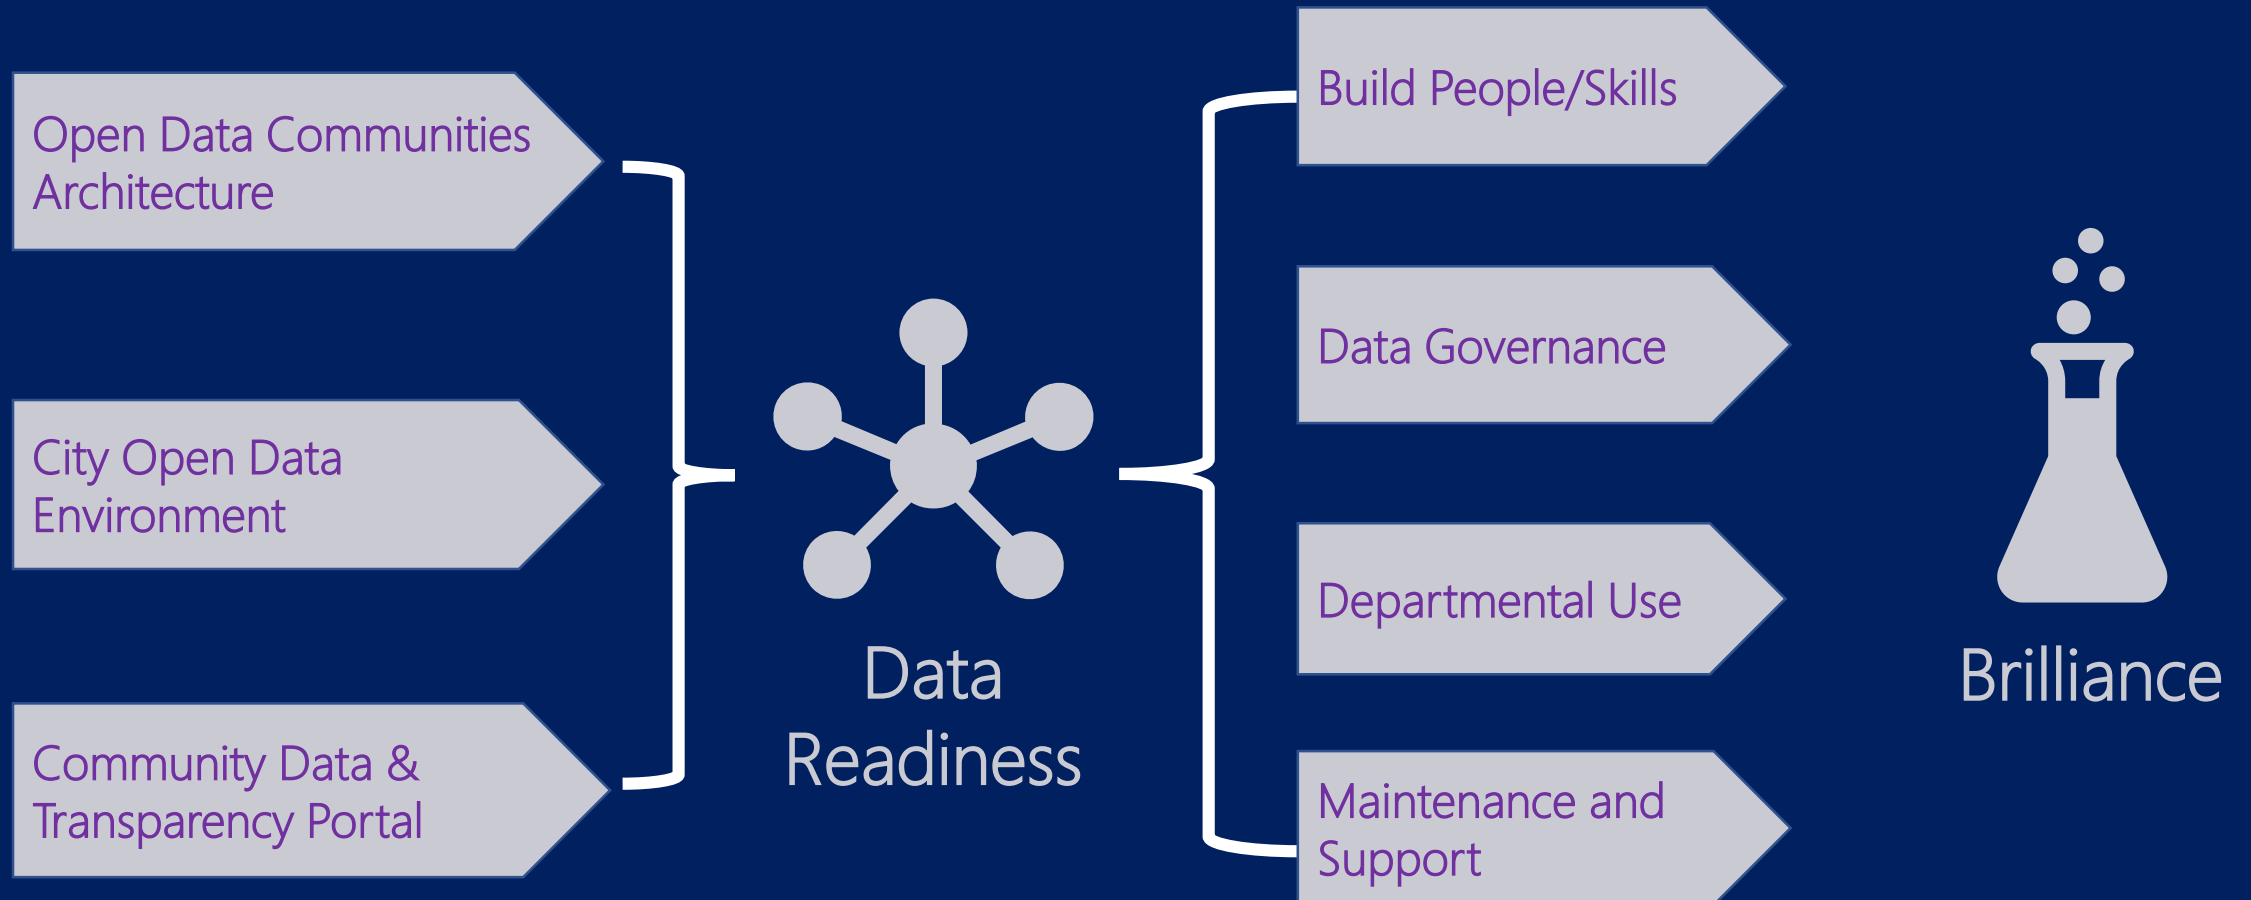 Open Data Communities
Architecture
City Open Data
Environment
Community Data &
Transparency Portal
Data
Readiness
Build People/Skills
Data Governance
Departmental Use
Maintenance and
Support
Brilliance